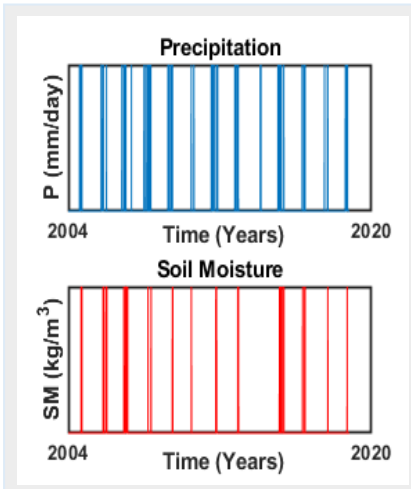 Precipitation
P (mm/day)
2004 Time (Years) 2020
Soil Moisture
SM (kg/m³)
2004 Time (Years) 2020